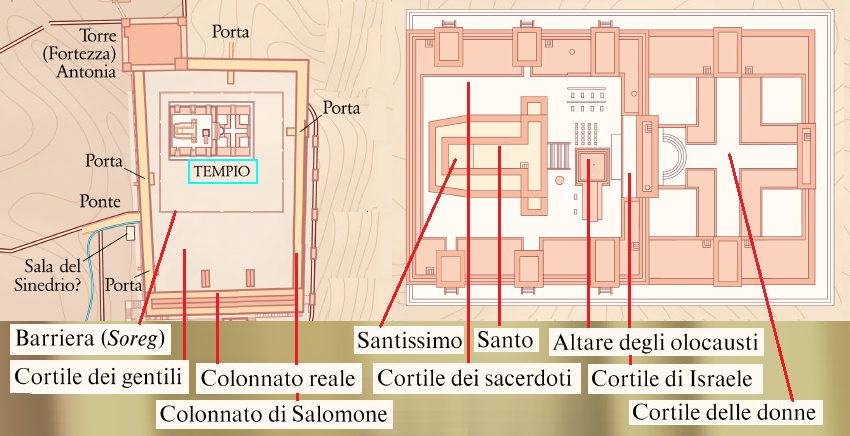 Torre
(Fortezza)
Antonia
Porta
Porta
Porta
TEMPIO
Ponte
Sala del
Sinedrio?
Porta
Barriera (Soreg)
Cortile dei gentili
Colonnato reale
Colonnato di Salomone
Santissimo
Santo
Altare degli olocausti
Cortile dei sacerdoti
Cortile di Israele
Cortile delle donne